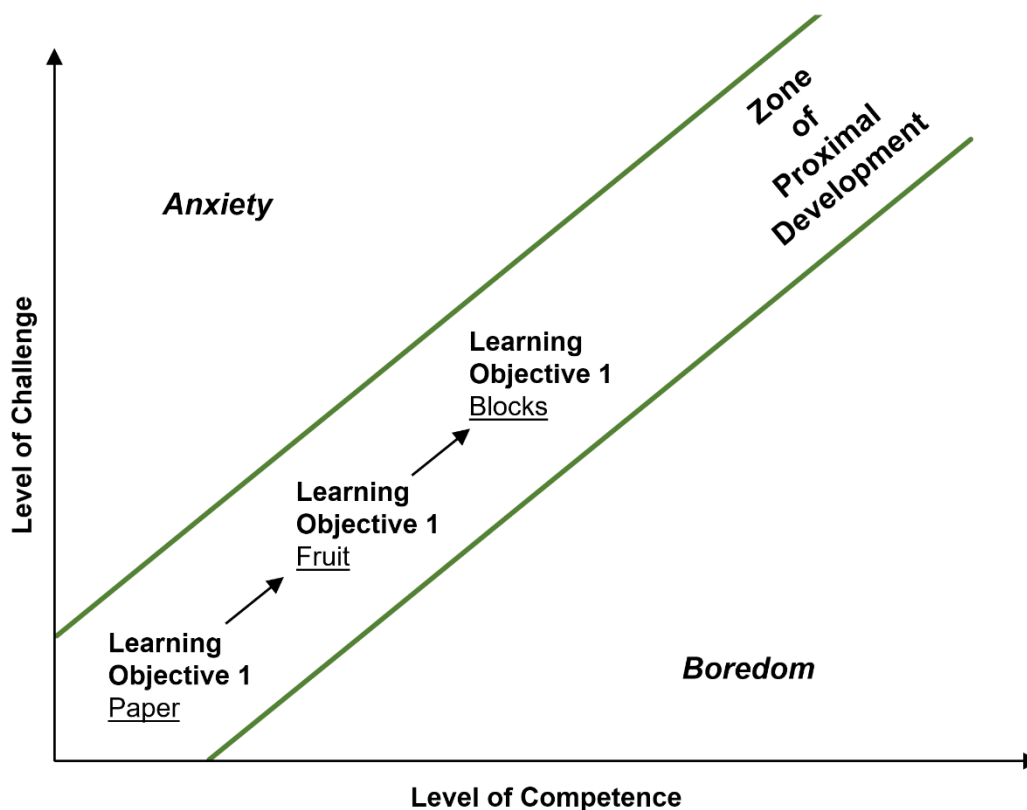 Zone
of
Proximal
Development
Anxiety
Level of Challenge
Learning
Objective 1
Blocks
Learning
Objective 1
Fruit
Learning
Objective 1
Paper
Boredom
Level of Competence